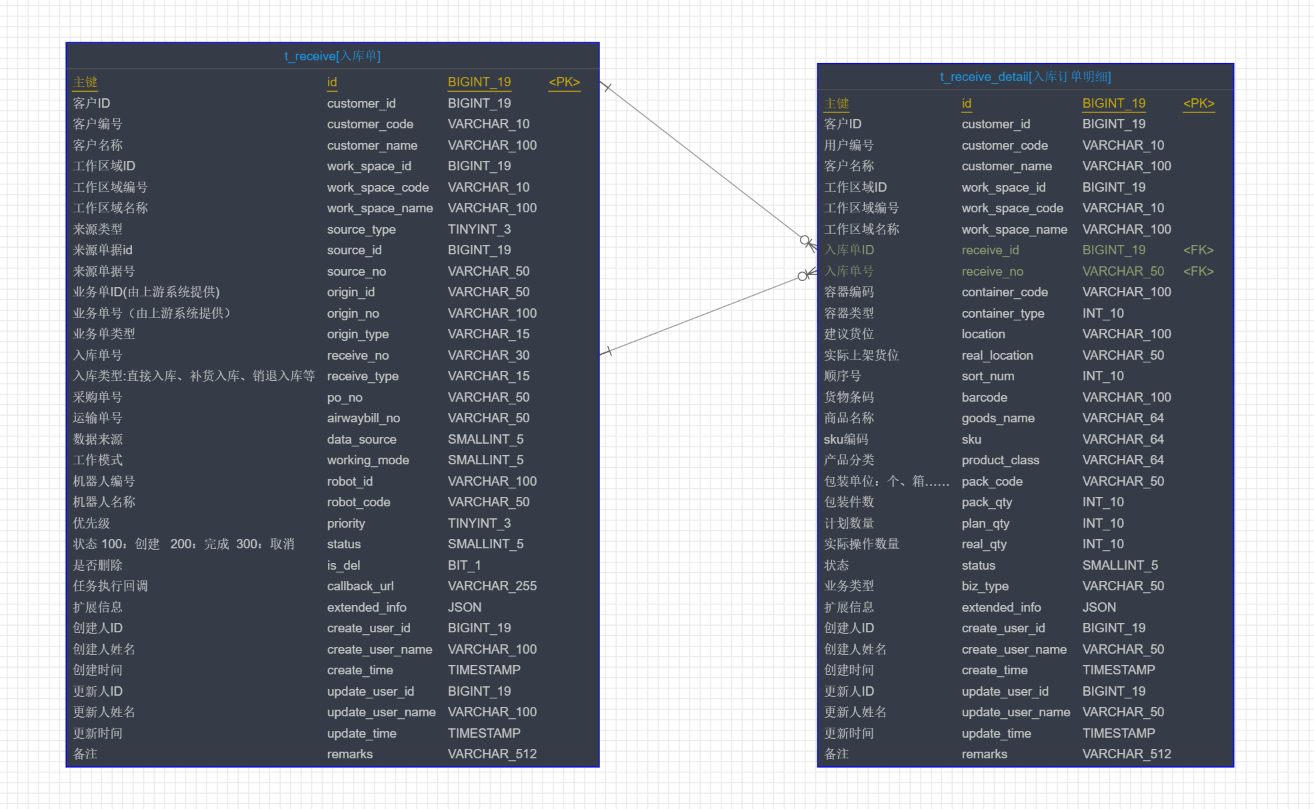 t_receive[入库单]
主键 id BIGINT_19 <PK>
客户ID customer_id BIGINT_19
客户编号 customer_code VARCHAR_10
客户名称 customer_name VARCHAR_100
工作区域ID work_space_id BIGINT_19
工作区域编号 work_space_code VARCHAR_10
工作区域名称 work_space_name VARCHAR_100
来源类型 source_type TINYINT_3
来源单据id source_id BIGINT_19
来源单据号 source_no VARCHAR_50
业务单ID(由上游系统提供) origin_id VARCHAR_50
业务单号（由上游系统提供） origin_no VARCHAR_100
业务单类型 origin_type VARCHAR_15
入库单号 receive_no VARCHAR_30
入库类型:直接入库、补货入库、销退入库等 receive_type VARCHAR_15
采购单号 po_no VARCHAR_50
运输单号 airwaybill_no VARCHAR_50
数据来源 data_source SMALLINT_5
工作模式 working_mode SMALLINT_5
机器人编号 robot_id VARCHAR_100
机器人名称 robot_code VARCHAR_50
优先级 priority TINYINT_3
状态 100：创建 200：完成 300：取消 status SMALLINT_5
是否删除 is_del BIT_1
任务执行回调 callback_url VARCHAR_255
扩展信息 extended_info JSON
创建人ID create_user_id BIGINT_19
创建人姓名 create_user_name VARCHAR_100
创建时间 create_time TIMESTAMP
更新人ID update_user_id BIGINT_19
更新人姓名 update_user_name VARCHAR_100
更新时间 update_time TIMESTAMP
备注 remarks VARCHAR_512
t_receive_detail[入库订单明细]
主键 id BIGINT_19 <PK>
客户ID customer_id BIGINT_19
用户编号 customer_code VARCHAR_10
客户名称 customer_name VARCHAR_100
工作区域ID work_space_id BIGINT_19
工作区域编号 work_space_code VARCHAR_10
工作区域名称 work_space_name VARCHAR_100
入库单ID receive_id BIGINT_19 <FK>
入库单号 receive_no VARCHAR_50 <FK>
容器编码 container_code VARCHAR_100
容器类型 container_type INT_10
建议货位 location VARCHAR_100
实际上架货位 real_location VARCHAR_50
顺序号 sort_num INT_10
货物条码 barcode VARCHAR_100
商品名称 goods_name VARCHAR_64
sku编码 sku VARCHAR_64
产品分类 product_class VARCHAR_64
包装单位：个、箱…… pack_code VARCHAR_50
包装件数 pack_qty INT_10
计划数量 plan_qty INT_10
实际操作数量 real_qty INT_10
状态 status SMALLINT_5
业务类型 biz_type VARCHAR_50
扩展信息 extended_info JSON
创建人ID create_user_id BIGINT_19
创建人姓名 create_user_name VARCHAR_50
创建时间 create_time TIMESTAMP
更新人ID update_user_id BIGINT_19
更新人姓名 update_user_name VARCHAR_50
更新时间 update_time TIMESTAMP
备注 remarks VARCHAR_512